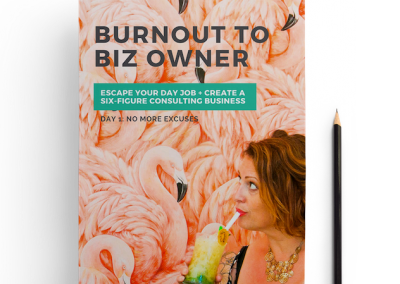 BURNOUT TO
BIZ OWNER
ESCAPE YOUR DAY JOB + CREATE A
SIX-FIGURE CONSULTING BUSINESS
DAY 1: NO MORE EXCUSES